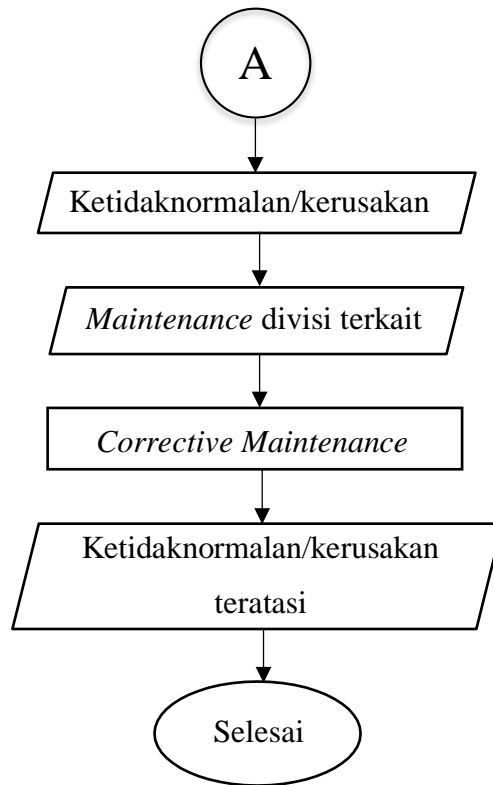 A
Ketidaknormalan/kerusakan
Maintenance divisi terkait
Corrective Maintenance
Ketidaknormalan/kerusakan
teratasi
Selesai